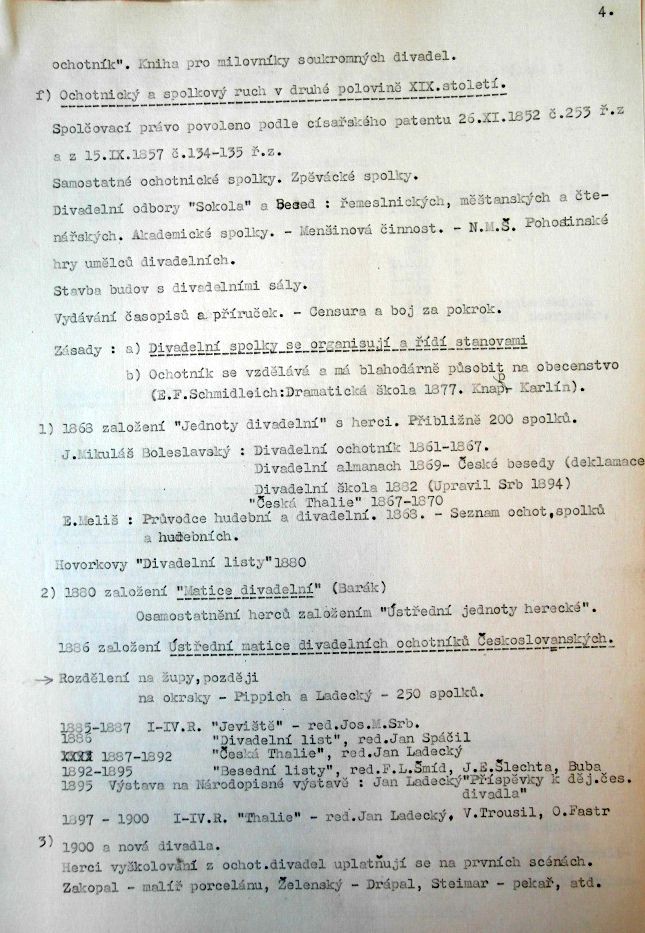 4.
ochotník". Kniha pro milovníky soukromných divadel.
f) Ochotnický a spolkový ruch v druhé polovině XIX.století.
Spolčovací právo povoleno podle císařského patentu 26.XI.1852 č.253 ř.z
a z 15.IX.1857 č.134-135 ř.z.
Samostatné ochotnické spolky. Zpěvácké spolky.
Divadelní odbory "Sokola" a Besed : řemeslnických, měštanských a čte-
nářských. Akademické spolky. - Menšinová činnost. - N.M.Š. Pohostinské
hry umělců divadelních.
Stavba budov s divadelními sály.
Vydávání časopisů a příruček. - Censura a boj za pokrok.
Zásady : a) Divadelní spolky se organisují a řídí stanovami
b) Ochotník se vzdělává a má blahodárně působit na obecenstvo
(E.F.Schmidleich:Dramatická škola 1877. Knapp Karlín).
1) 1868 založení "Jednoty divadelní" s herci. Přibližně 200 spolků.
J.Mikuláš Boleslavský : Divadelní ochotník 1861-1867.
Divadelní almanach 1869- České besedy (deklamace
Divadelní škola 1882 (Upravil Srb 1894)
"Česká Thalie" 1867-1870
E.Meliš : Průvodce hudební a divadelní. 1868. - Seznam ochot.spolků
a hudebních.
Hovorkovy "Divadelní listy"1880
2) 1880 založení "Matice divadelní" (Barák)
Osamostatnění herců založením "Ústřední jednoty herecké".
1886 založení Ústřední matice divadelních ochotníků Českoslovanských.
→ Rozdělení na župy,později
na okrsky - Pippich a Ladecký - 250 spolků.
1885-1887 I-IV.R. "Jeviště" - red.Jos.M.Srb.
1886 "Divadelní list", red.Jan Spáčil
1887-1892 "Česká Thalie", red.Jan Ladecký
1892-1895 "Besední listy", red.F.L.Šmíd, J.E.Šlechta, Buba
1895 Výstava na Národopisné výstavě : Jan Ladecký"Příspěvky k děj.čes.
divadla"
1897 - 1900 I-IV.R. "Thalie" - red.Jan Ladecký, V.Trousil, O.Fastr
3) 1900 a nová divadla.
Herci vyškolováni z ochot.divadel uplatňují se na prvních scénách.
Zakopal - malíř porcelánu, Želenský - Drápal, Steimar - pekař, atd.